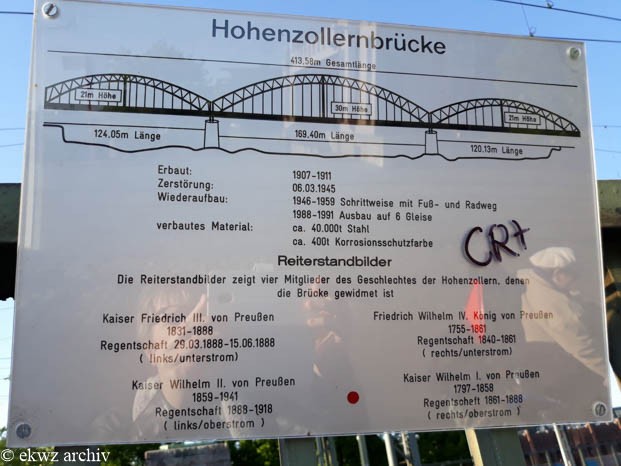 Hohenzollernbrücke
413,58m Gesamtlänge
21m Höhe
30m Höhe
21m Höhe
124.05m Länge
169.40m Länge
120.13m Länge
Erbaut: 1907-1911
Zerstörung: 06.03.1945
Wiederaufbau: 1946-1959 Schrittweise mit Fuß- und Radweg
1988-1991 Ausbau auf 6 Gleise
verbautes Material: ca. 40.000t Stahl
ca. 400t Korrosionsschutzfarbe
CR+
Reiterstandbilder
Die Reiterstandbilder zeigt vier Mitglieder des Geschlechtes der Hohenzollern, denen
die Brücke gewidmet ist
Kaiser Friedrich III. von Preußen
1831-1888
Regentschaft 29.03.1888-15.06.1888
( links/unterstrom)
Friedrich Wilhelm IV. König von Preußen
1755-1861
Regentschaft 1840-1861
( rechts/unterstrom)
Kaiser Wilhelm II. von Preußen
1859-1941
Regentschaft 1889-1918
( links/oberstrom)
Kaiser Wilhelm I. von Preußen
1797-1858
Regentschaft 1861-1888
( rechts/oberstrom )
© ekwz archiv